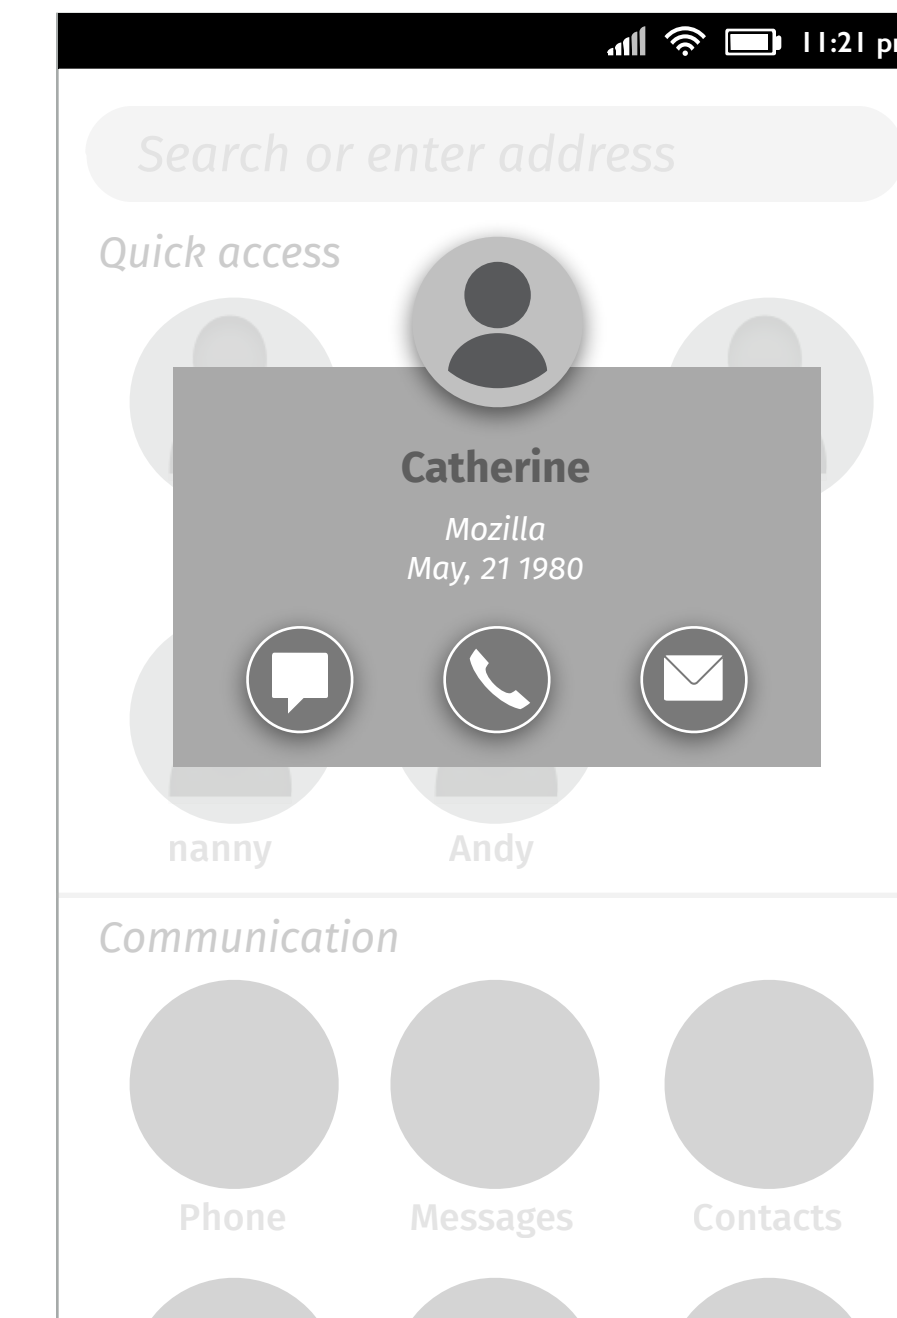 11:21 p
Search or enter address
Quick access
Catherine
Mozilla
May, 21 1980
nanny
Andy
Communication
Phone
Messages
Contacts